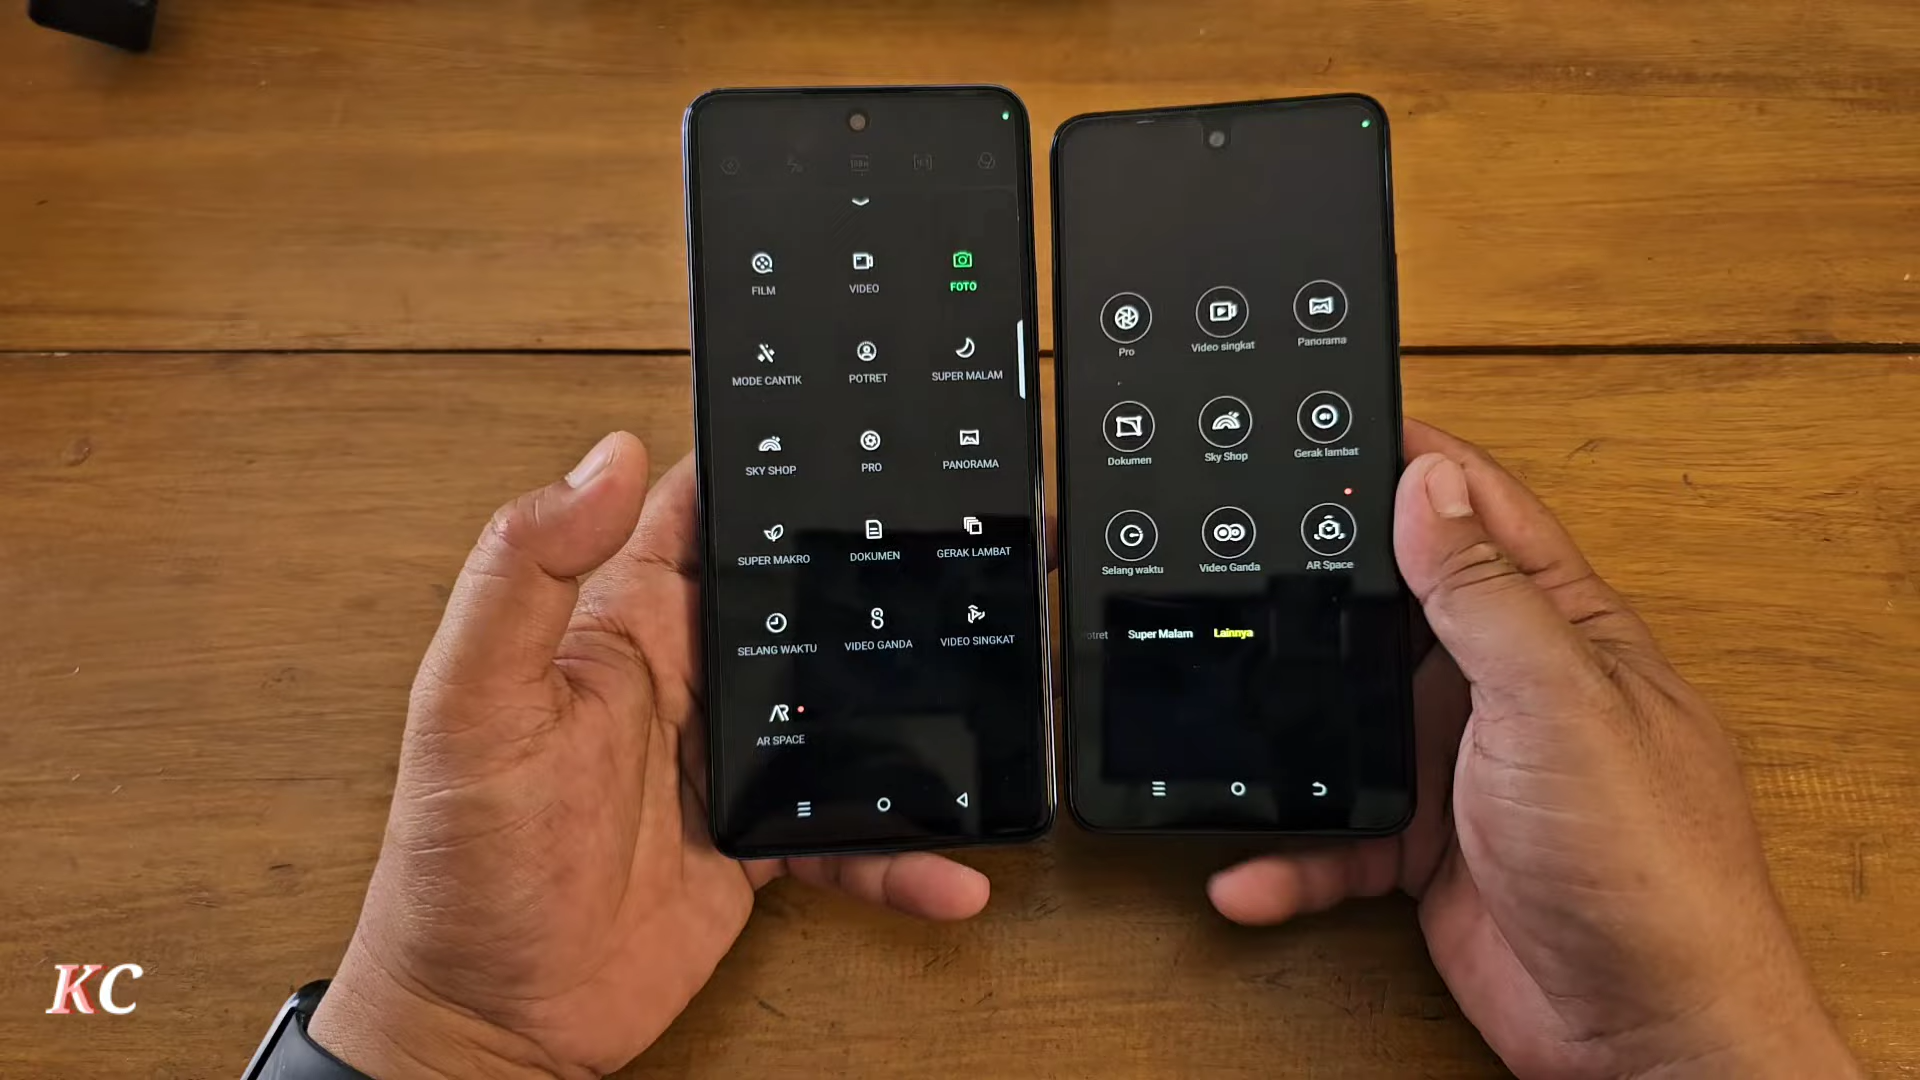 FILM VIDEO FOTO
MODE CANTIK POTRET SUPER MALAM
SKY SHOP PRO PANORAMA
SUPER MAKRO DOKUMEN GERAK LAMBAT
SELANG WAKTU VIDEO GANDA VIDEO SINGKAT
AR SPACE
Pro Video singkat Panorama
Dokumen Sky Shop Gerak lambat
Selang waktu Video Ganda AR Space
Super Malam Lainnya
KC